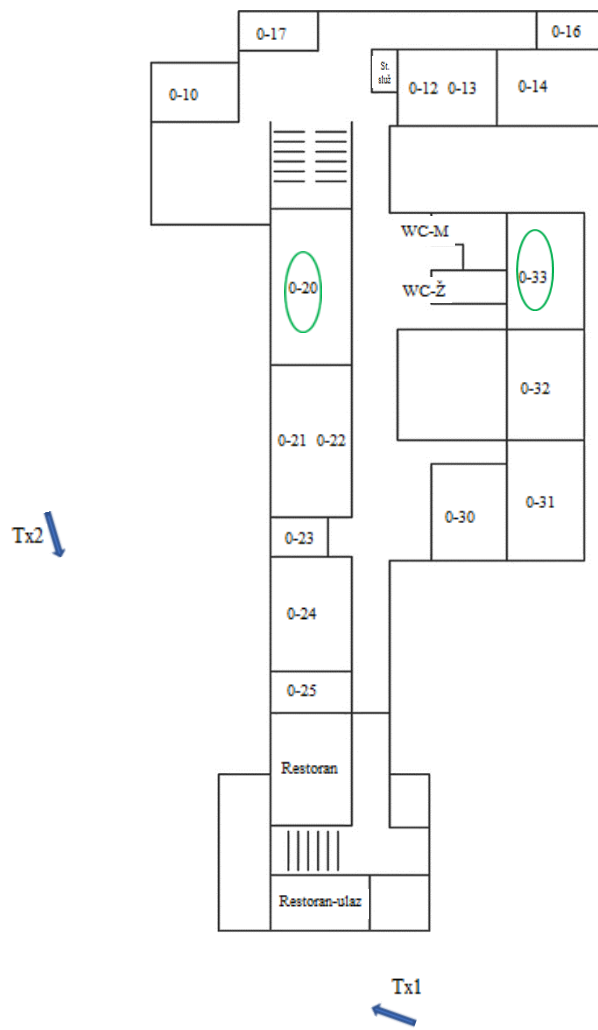 0-17
0-16
St.
služ
0-10
0-12 0-13
0-14
WC-M
0-20
0-33
WC-Ž
0-32
0-21 0-22
0-31
0-30
Tx2
0-23
0-24
0-25
Restoran
Restoran-ulaz
Tx1